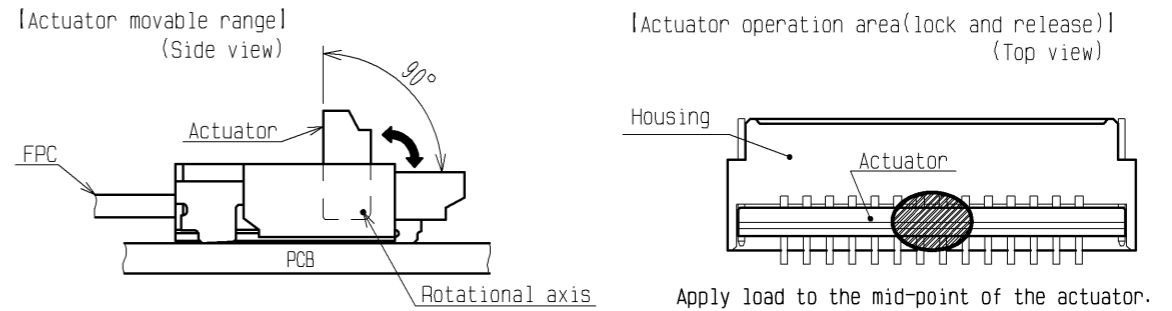 [Actuator movable range]
(Side view)
90°
Actuator
FPC
PCB
Rotational axis
[Actuator operation area(lock and release)]
(Top view)
Housing
Actuator
Apply load to the mid-point of the actuator.